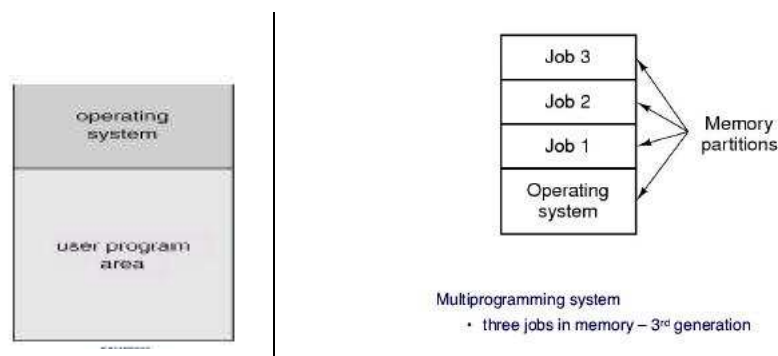 operating
system
user program
area
Job 3
Job 2
Job 1
Operating
system
Memory
partitions
Multiprogramming system
• three jobs in memory – 3rd generation